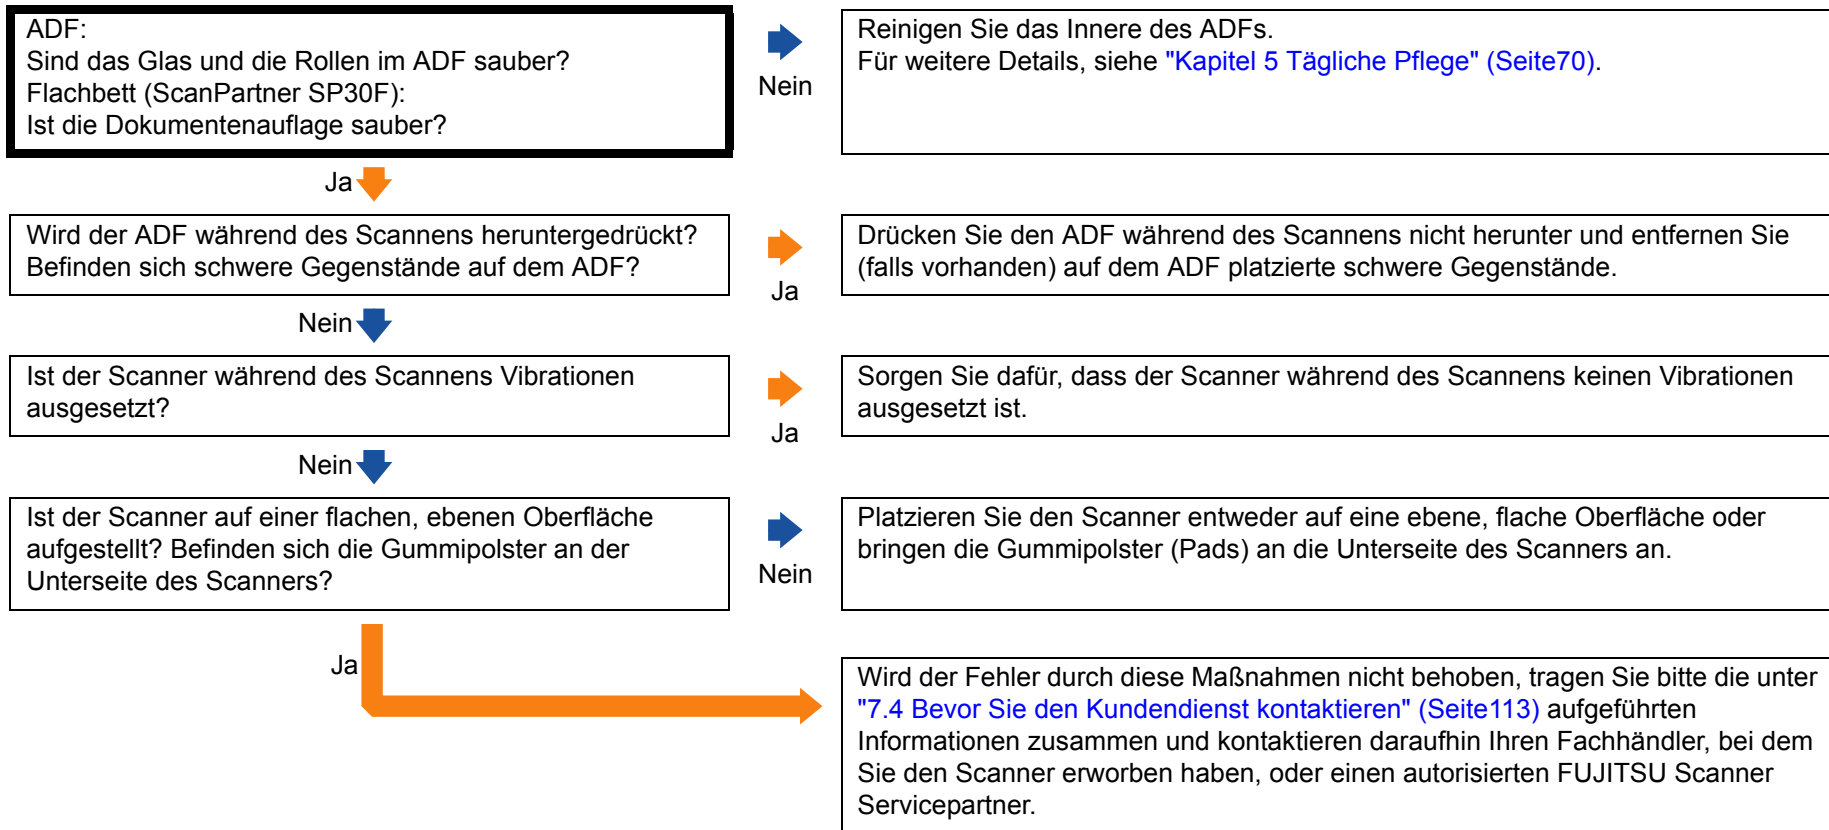 ADF:
Sind das Glas und die Rollen im ADF sauber?
Flachbett (ScanPartner SP30F):
Ist die Dokumentenauflage sauber?
Nein
Reinigen Sie das Innere des ADFs.
Für weitere Details, siehe "Kapitel 5 Tägliche Pflege" (Seite70).
Ja
Wird der ADF während des Scannens heruntergedrückt?
Befinden sich schwere Gegenstände auf dem ADF?
Ja
Drücken Sie den ADF während des Scannens nicht herunter und entfernen Sie
(falls vorhanden) auf dem ADF platzierte schwere Gegenstände.
Nein
Ist der Scanner während des Scannens Vibrationen
ausgesetzt?
Ja
Sorgen Sie dafür, dass der Scanner während des Scannens keinen Vibrationen
ausgesetzt ist.
Nein
Ist der Scanner auf einer flachen, ebenen Oberfläche
aufgestellt? Befinden sich die Gummipolster an der
Unterseite des Scanners?
Nein
Platzieren Sie den Scanner entweder auf eine ebene, flache Oberfläche oder
bringen die Gummipolster (Pads) an die Unterseite des Scanners an.
Ja
Wird der Fehler durch diese Maßnahmen nicht behoben, tragen Sie bitte die unter
"7.4 Bevor Sie den Kundendienst kontaktieren" (Seite113) aufgeführten
Informationen zusammen und kontaktieren daraufhin Ihren Fachhändler, bei dem
Sie den Scanner erworben haben, oder einen autorisierten FUJITSU Scanner
Servicepartner.